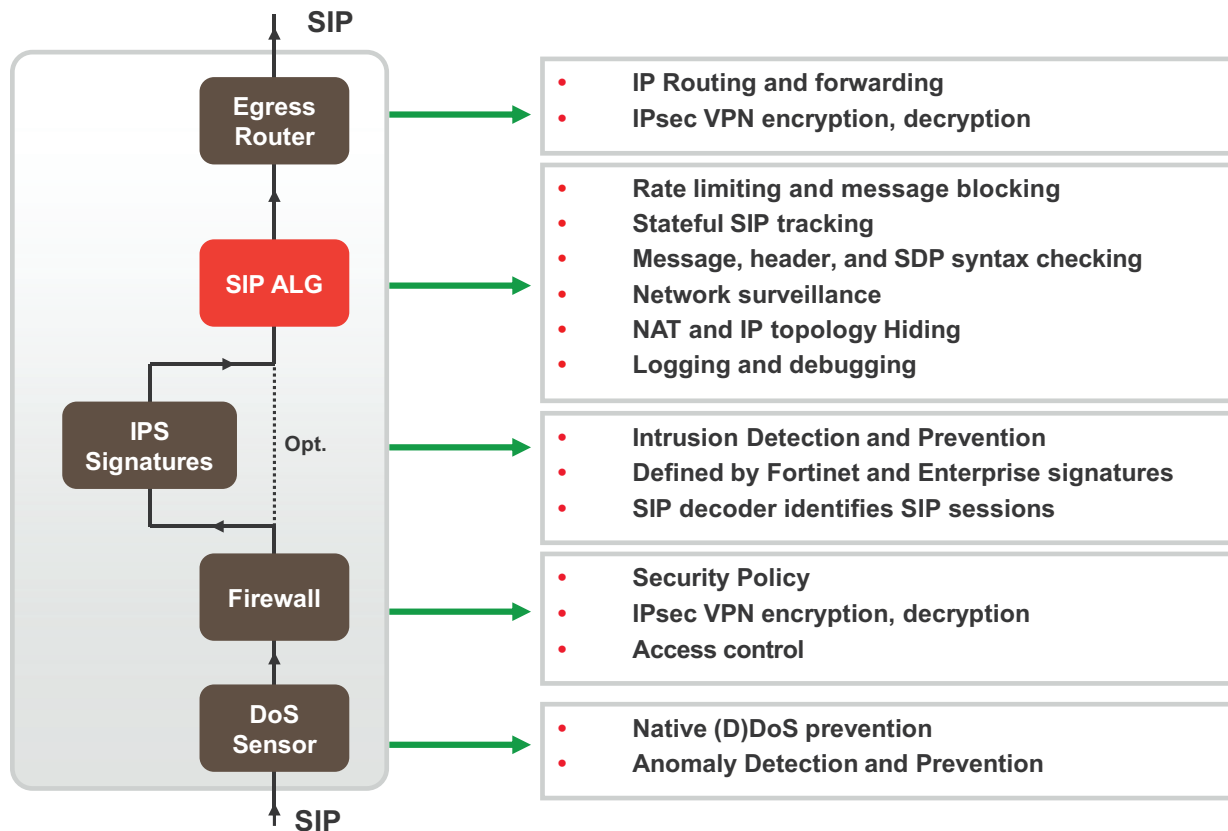 SIP
Egress
Router
• IP Routing and forwarding
• IPsec VPN encryption, decryption
SIP ALG
• Rate limiting and message blocking
• Stateful SIP tracking
• Message, header, and SDP syntax checking
• Network surveillance
• NAT and IP topology Hiding
• Logging and debugging
IPS
Signatures
Opt.
• Intrusion Detection and Prevention
• Defined by Fortinet and Enterprise signatures
• SIP decoder identifies SIP sessions
Firewall
• Security Policy
• IPsec VPN encryption, decryption
• Access control
DoS
Sensor
• Native (D)DoS prevention
• Anomaly Detection and Prevention
SIP